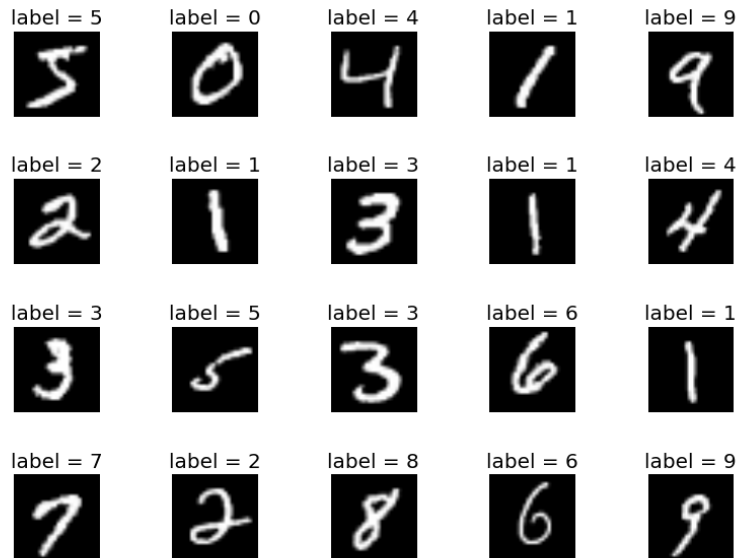 label = 5 label = 0 label = 4 label = 1 label = 9
5 0 4 1 9
label = 2 label = 1 label = 3 label = 1 label = 4
2 1 3 1 4
label = 3 label = 5 label = 3 label = 6 label = 1
3 5 3 6 1
label = 7 label = 2 label = 8 label = 6 label = 9
7 2 8 6 9